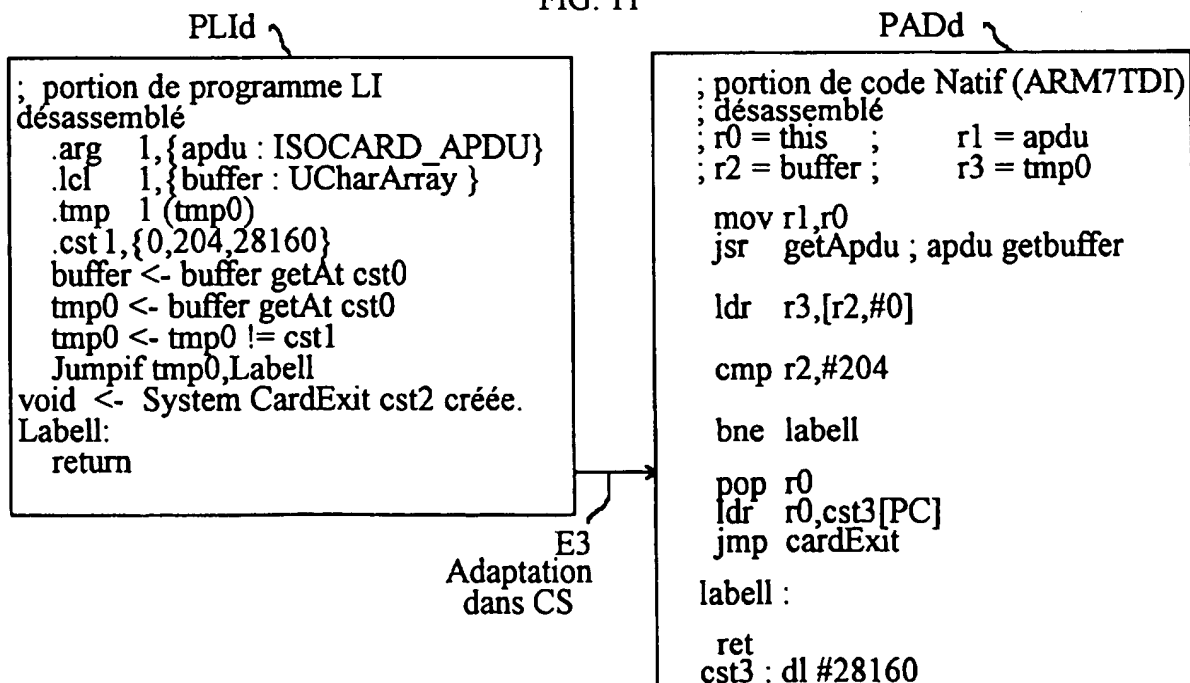 FIG. 11
PLId
; portion de programme LI
désassemblé
.arg 1,{apdu : ISOCARD_APDU}
.lcl 1,{buffer : UCharArray }
.tmp 1 (tmp0)
.cst 1,{0,204,28160}
buffer <- buffer getAt cst0
tmp0 <- buffer getAt cst0
tmp0 <- tmp0 != cst1
Jumpif tmp0,Labell
void <- System CardExit cst2 créée.
Labell:
return
E3
Adaptation
dans CS
PADd
; portion de code Natif (ARM7TDI)
; désassemblé
; r0 = this ; r1 = apdu
; r2 = buffer ; r3 = tmp0
mov r1,r0
jsr getApdu ; apdu getbuffer
ldr r3,[r2,#0]
cmp r2,#204
bne labell
pop r0
ldr r0,cst3[PC]
jmp cardExit
labell :
ret
cst3 : dl #28160